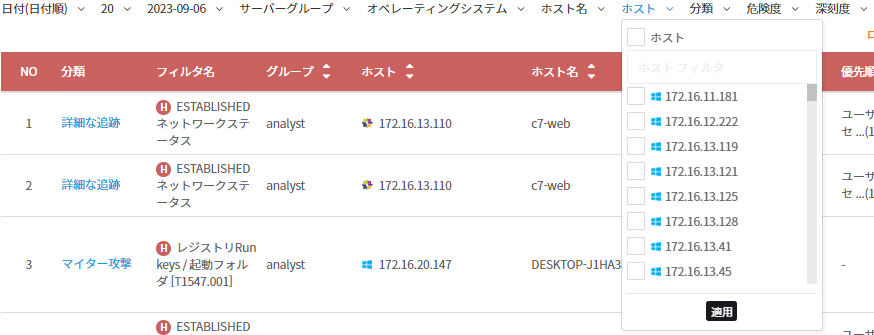 日付(日付順) 20 2023-09-06 サーバーグループ オペレーティングシステム ホスト名 ホスト 分類 危険度 深刻度
ホスト
ホスト フィルタ
172.16.11.181
172.16.12.222
172.16.13.119
172.16.13.121
172.16.13.125
172.16.13.128
172.16.13.41
172.16.13.45
適用
NO 分類 フィルタ名 グループ ホスト ホスト名 優先順
1 詳細な追跡 H ESTABLISHED analyst 172.16.13.110 c7-web ユーザ
ネットワークステ セ ...(1
ータス
2 詳細な追跡 H ESTABLISHED analyst 172.16.13.110 c7-web ユーザ
ネットワークステ セ ...(1
ータス
3 マイター攻撃 H レジストリRun analyst 172.16.20.147 DESKTOP-J1HA3 -
keys / 起動フォル
ダ [T1547.001]
H ESTABLISHED